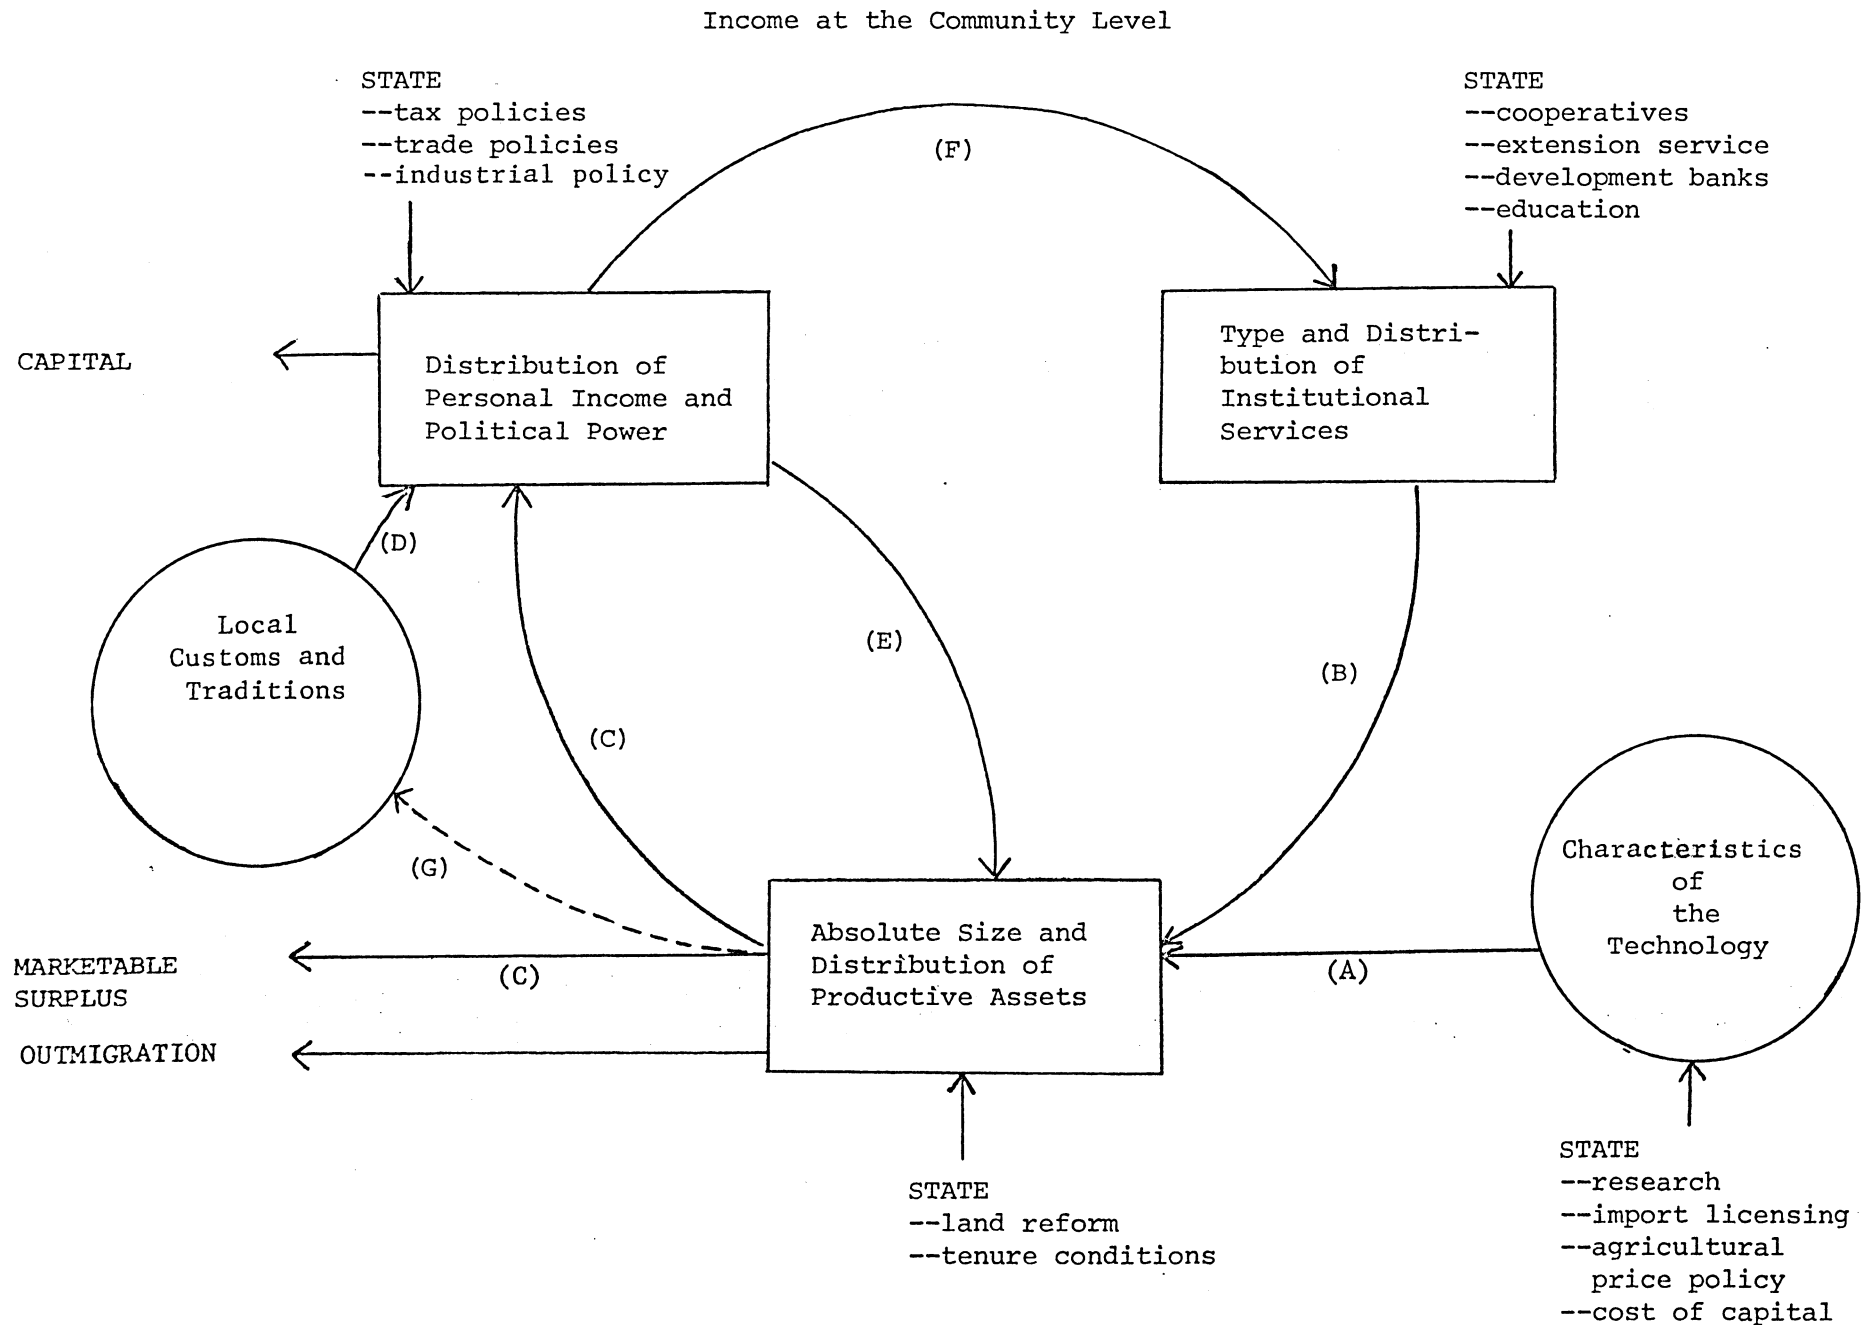 Income at the Community Level
STATE
--tax policies
--trade policies
--industrial policy
STATE
--cooperatives
--extension service
--development banks
--education
(F)
CAPITAL
Distribution of
Personal Income and
Political Power
Type and Distri-
bution of
Institutional
Services
(D)
Local
Customs and
Traditions
(E)
(B)
(C)
(G)
Characteristics
of
the
Technology
Absolute Size and
Distribution of
Productive Assets
MARKETABLE
SURPLUS
(C)
(A)
OUTMIGRATION
STATE
--land reform
--tenure conditions
STATE
--research
--import licensing
--agricultural
price policy
--cost of capital